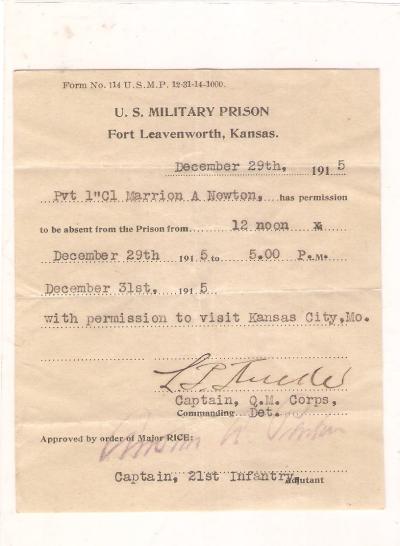 Form No. 114 U.S.M.P. 12-31-14-1000.
U. S. MILITARY PRISON
Fort Leavenworth, Kansas.
December 29th, 1915
Pvt 1"Cl Marrion A Newton, has permission
to be absent from the Prison from 12 noon x
December 29th 1915 to 5.00 P.M.
December 31st, 1915
with permission to visit Kansas City,Mo.
Captain, Q.M. Corps,
Commanding Det.
Approved by order of Major RICE:
Captain, 21st Infantry,
Adjutant